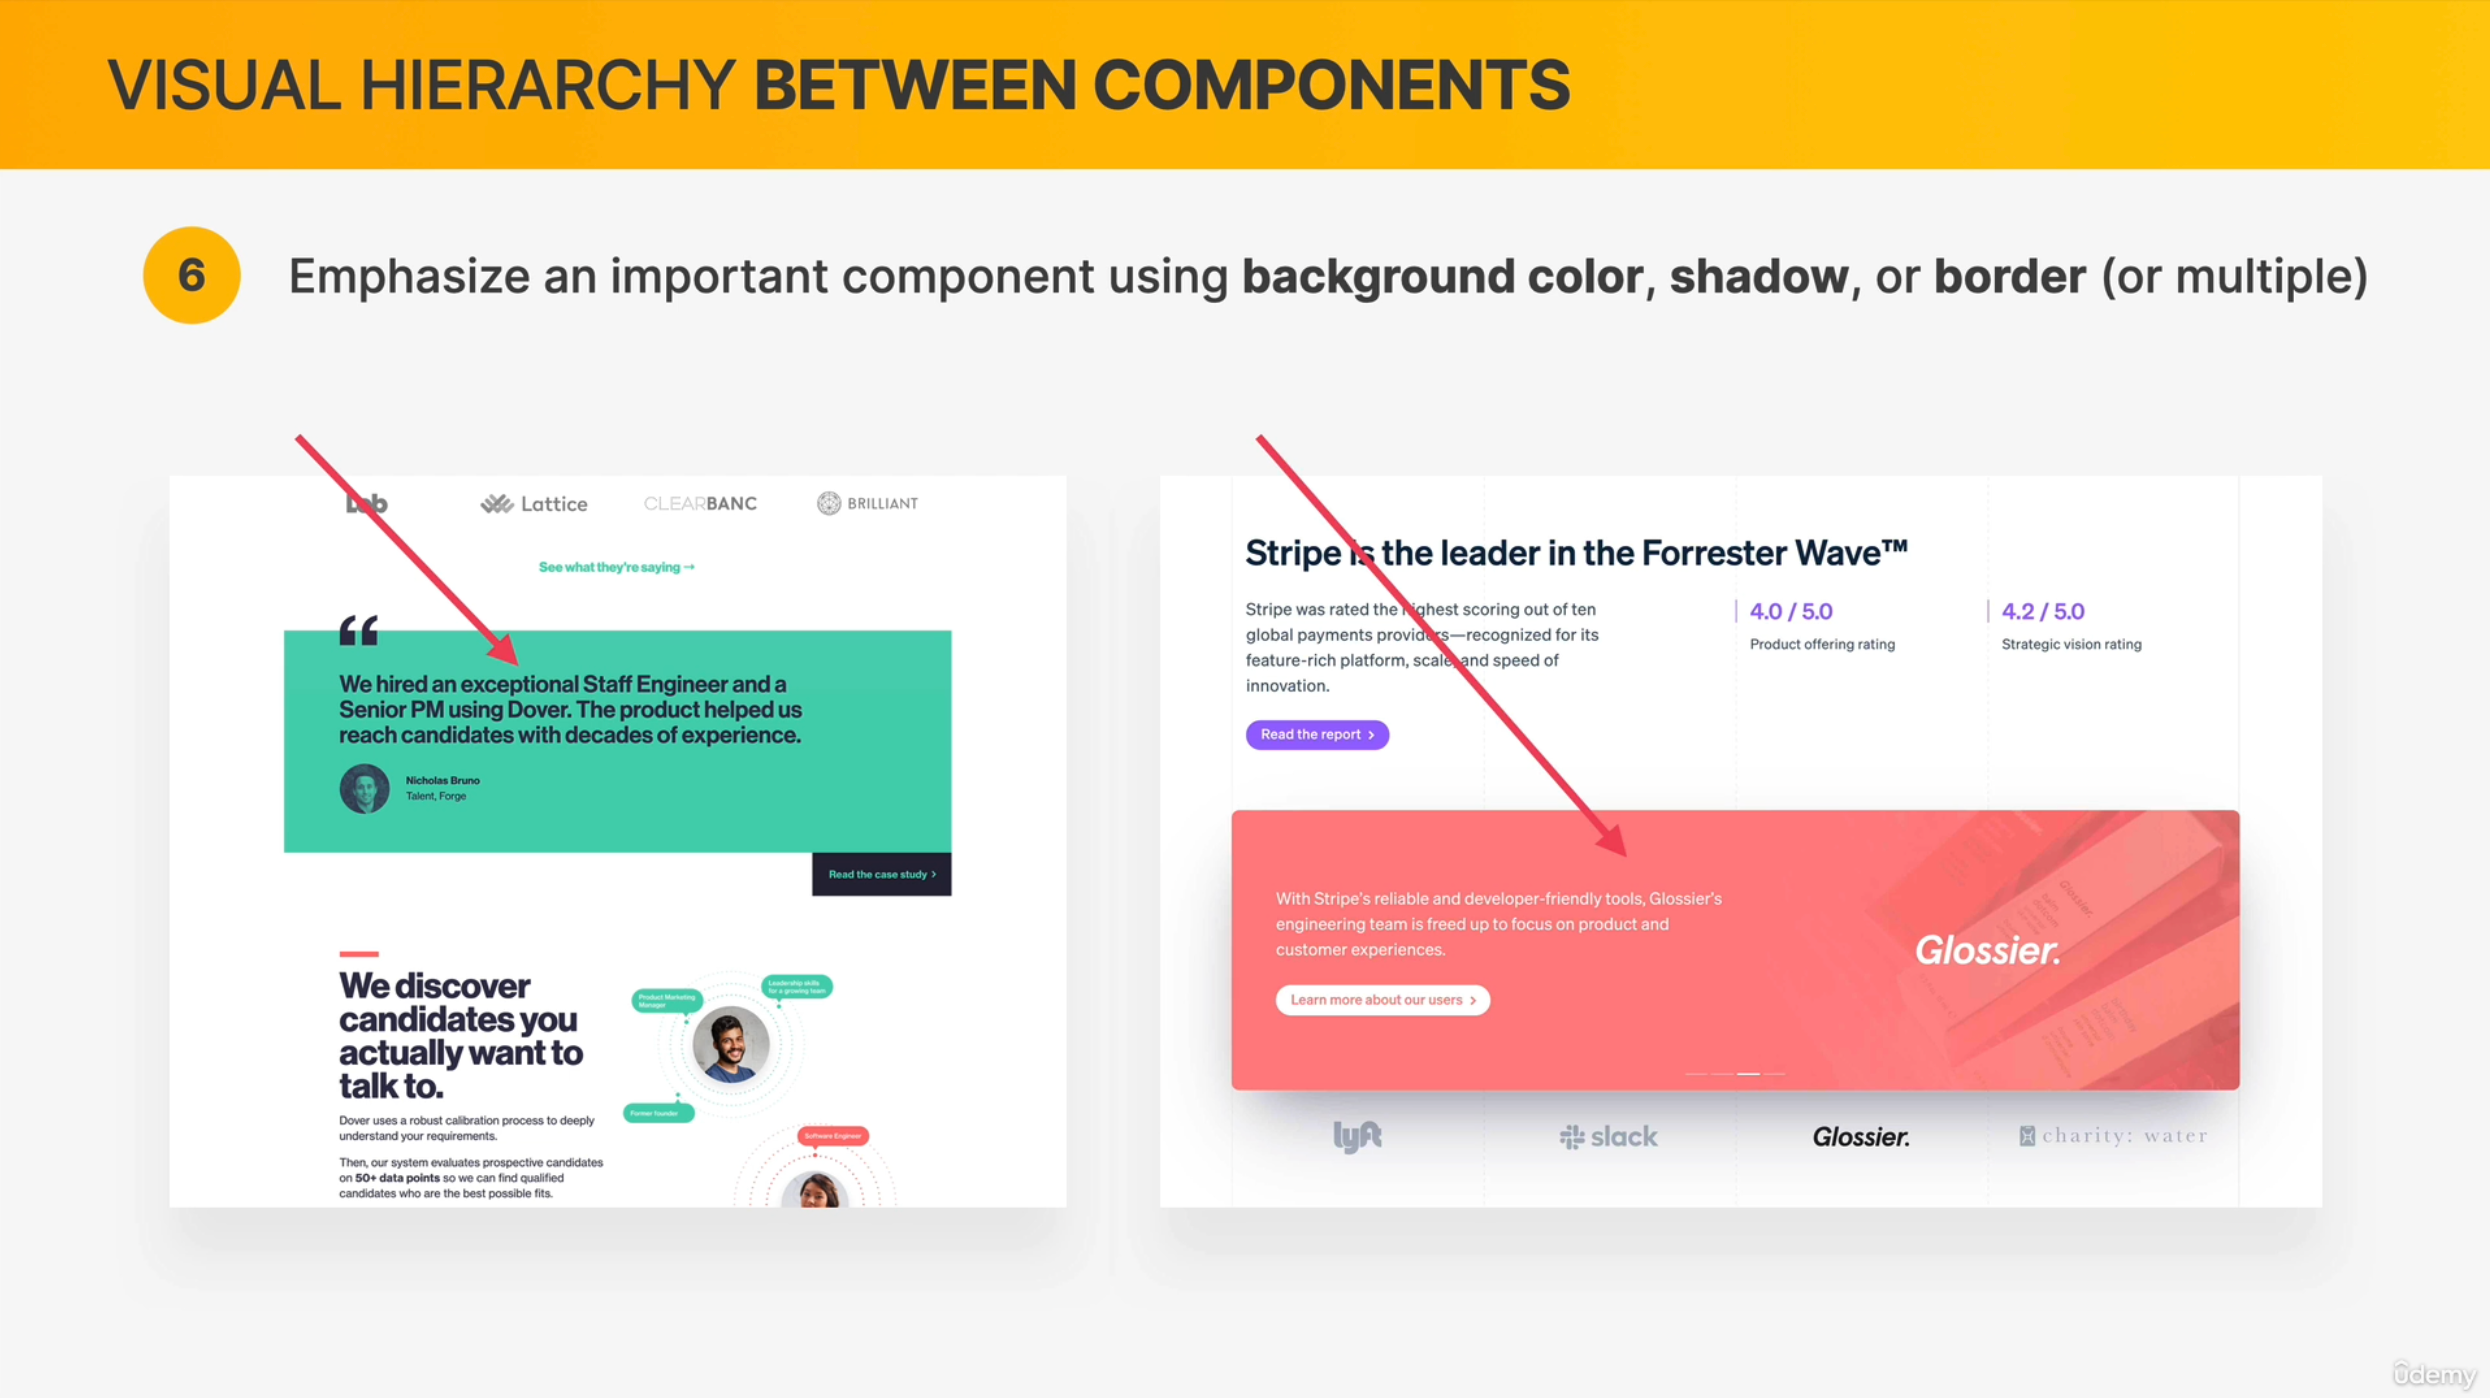 VISUAL HIERARCHY BETWEEN COMPONENTS
6
Emphasize an important component using background color, shadow, or border (or multiple)
Lob
Lattice
CLEARBANC
BRILLIANT
See what they're saying →
“
We hired an exceptional Staff Engineer and a
Senior PM using Dover. The product helped us
reach candidates with decades of experience.
Nicholas Bruno
Talent, Forge
Read the case study >
We discover
candidates you
actually want to
talk to.
Dover uses a robust calibration process to deeply
understand your requirements.
Then, our system evaluates prospective candidates
on 50+ data points so we can find qualified
candidates who are the best possible fits.
Product Marketing
Manager
Leadership skills
for a growing team
Former founder
Software Engineer
Stripe is the leader in the Forrester Wave™
Stripe was rated the highest scoring out of ten
global payments providers—recognized for its
feature-rich platform, scale, and speed of
innovation.
Read the report >
4.0 / 5.0
Product offering rating
4.2 / 5.0
Strategic vision rating
With Stripe's reliable and developer-friendly tools, Glossier's
engineering team is freed up to focus on product and
customer experiences.
Learn more about our users >
Glossier.
lyft
slack
Glossier.
charity: water
ûdemy